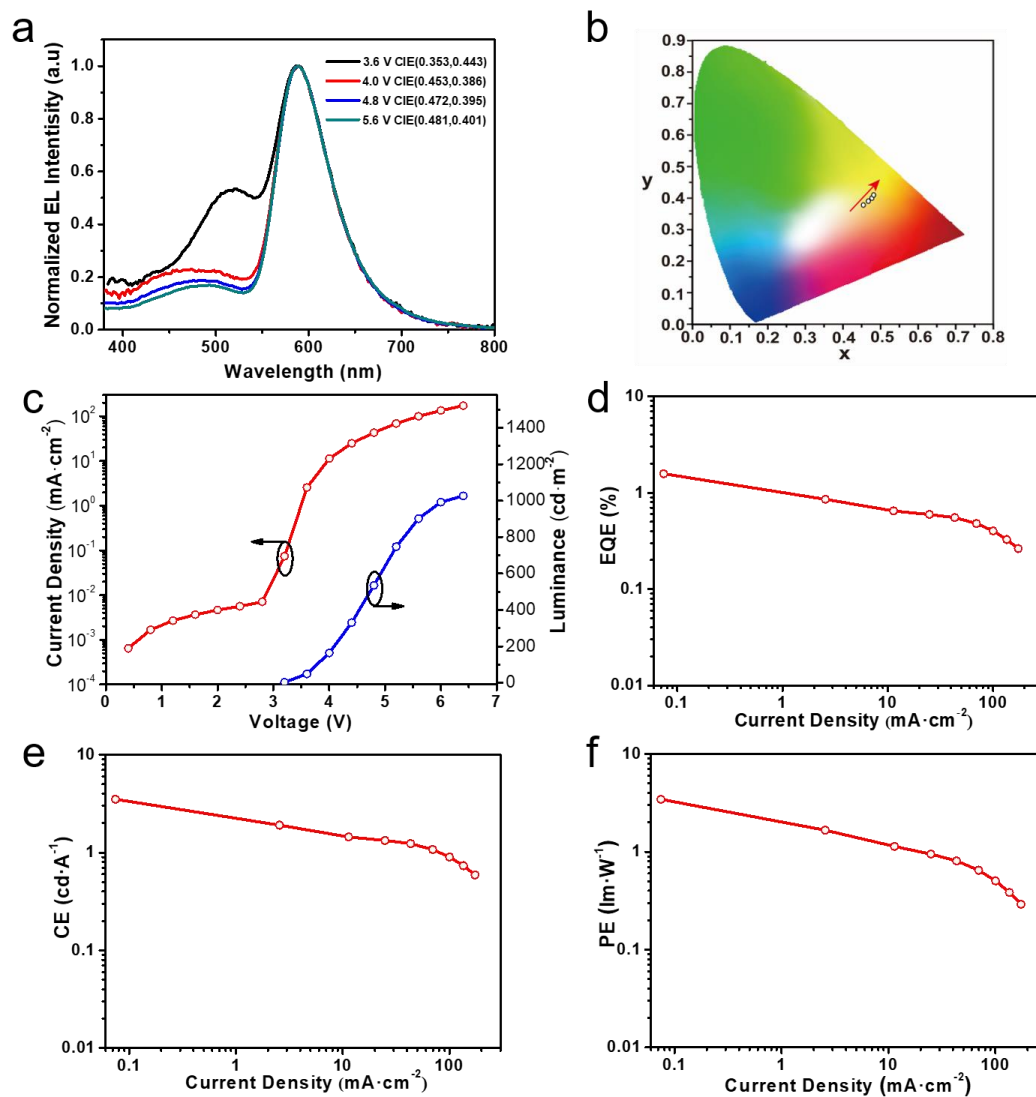 a
Normalized EL Intentisity (a.u)
1.0
0.8
0.6
0.4
0.2
0.0
3.6 V CIE(0.353,0.443)
4.0 V CIE(0.453,0.386)
4.8 V CIE(0.472,0.395)
5.6 V CIE(0.481,0.401)
400 500 600 700 800
Wavelength (nm)
b
y
0.9
0.8
0.7
0.6
0.5
0.4
0.3
0.2
0.1
0.0
0.0 0.1 0.2 0.3 0.4 0.5 0.6 0.7 0.8
x
c
Current Density (mA·cm⁻²)
10²
10¹
10⁰
10⁻¹
10⁻²
10⁻³
10⁻⁴
0 1 2 3 4 5 6 7
Voltage (V)
1400
1200
1000
800
600
400
200
0
Luminance (cd·m⁻²)
d
EQE (%)
10
1
0.1
0.01
0.1 1 10 100
Current Density (mA·cm⁻²)
e
CE (cd·A⁻¹)
10
1
0.1
0.01
0.1 1 10 100
Current Density (mA·cm⁻²)
f
PE (lm·W⁻¹)
10
1
0.1
0.01
0.1 1 10 100
Current Density (mA·cm⁻²)